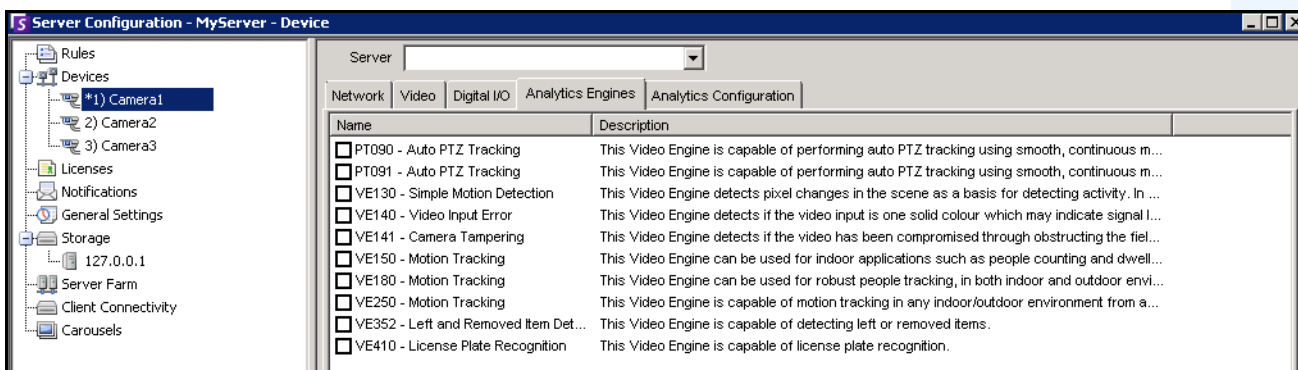 Server Configuration - MyServer - Device
Rules
Devices
*1) Camera1
2) Camera2
3) Camera3
Licenses
Notifications
General Settings
Storage
127.0.0.1
Server Farm
Client Connectivity
Carousels
Server
Network Video Digital I/O Analytics Engines Analytics Configuration
Name Description
PT090 - Auto PTZ Tracking This Video Engine is capable of performing auto PTZ tracking using smooth, continuous m...
PT091 - Auto PTZ Tracking This Video Engine is capable of performing auto PTZ tracking using smooth, continuous m...
VE130 - Simple Motion Detection This Video Engine detects pixel changes in the scene as a basis for detecting activity. In ...
VE140 - Video Input Error This Video Engine detects if the video input is one solid colour which may indicate signal l...
VE141 - Camera Tampering This Video Engine detects if the video has been compromised through obstructing the fiel...
VE150 - Motion Tracking This Video Engine can be used for indoor applications such as people counting and dwell...
VE180 - Motion Tracking This Video Engine can be used for robust people tracking, in both indoor and outdoor envi...
VE250 - Motion Tracking This Video Engine is capable of motion tracking in any indoor/outdoor environment from a...
VE352 - Left and Removed Item Det... This Video Engine is capable of detecting left or removed items.
VE410 - License Plate Recognition This Video Engine is capable of license plate recognition.